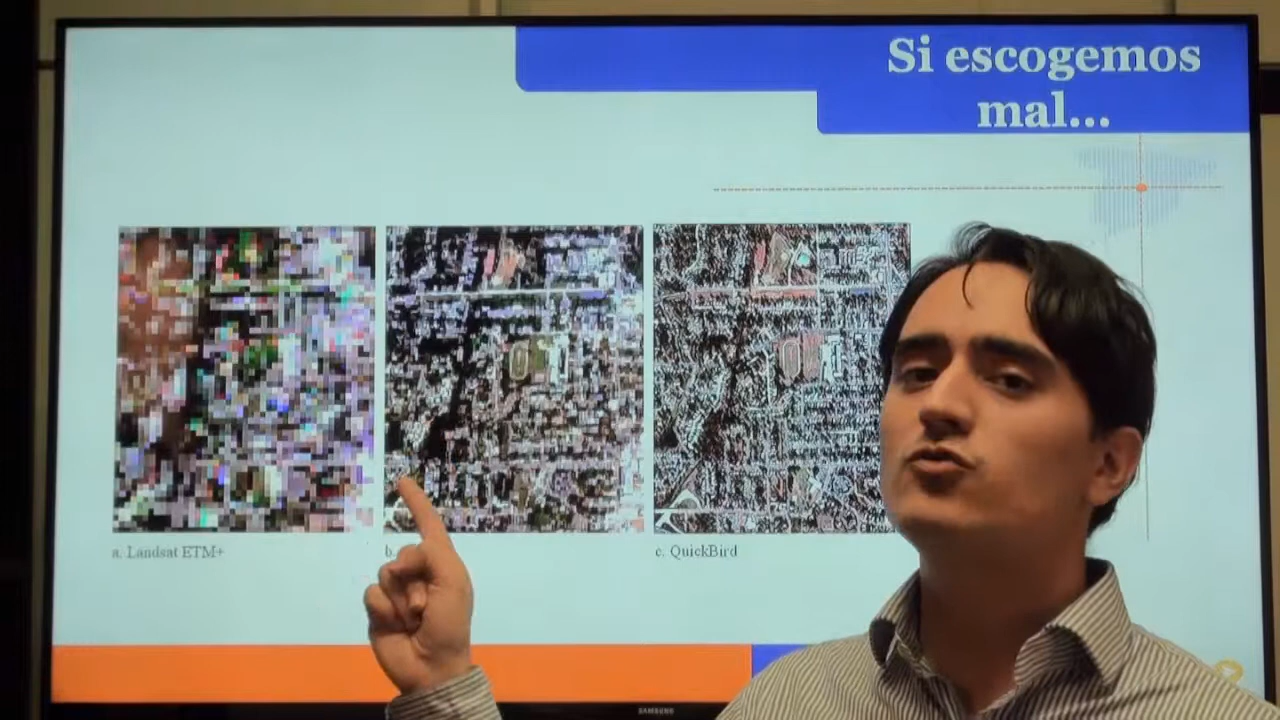 Si escogemos
mal...
a. Landsat ETM+
b.
c. QuickBird
SAMSUNG